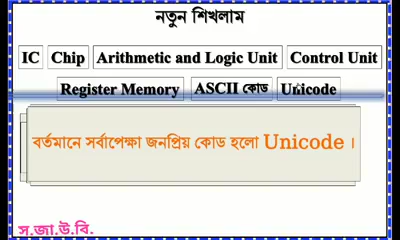 নতুন শিখলাম
IC Chip Arithmetic and Logic Unit Control Unit
Register Memory ASCII কোড Unicode
বর্তমানে সর্বাপেক্ষা জনপ্রিয় কোড হলো Unicode ।
স.জা.উ.বি.